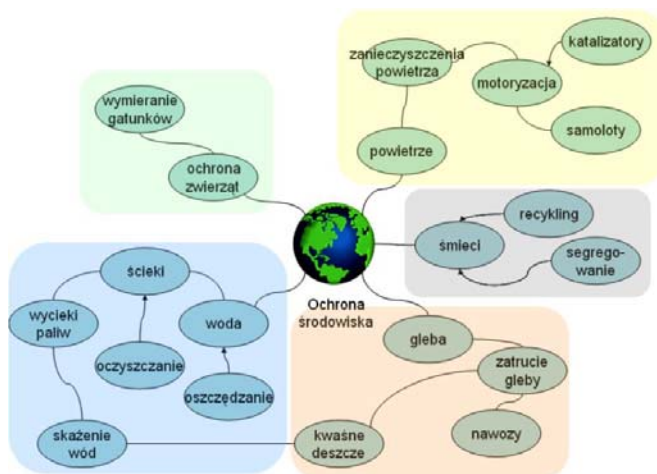 zanieczyszczenia
powietrza
katalizatory
motoryzacja
samoloty
powietrze
wymieranie
gatunków
ochrona
zwierząt
recykling
śmieci
segrego-
wanie
Ochrona
środowiska
ścieki
wycieki
paliw
woda
oczyszczanie
oszczędzanie
skażenie
wód
gleba
zatrucie
gleby
nawozy
kwaśne
deszcze